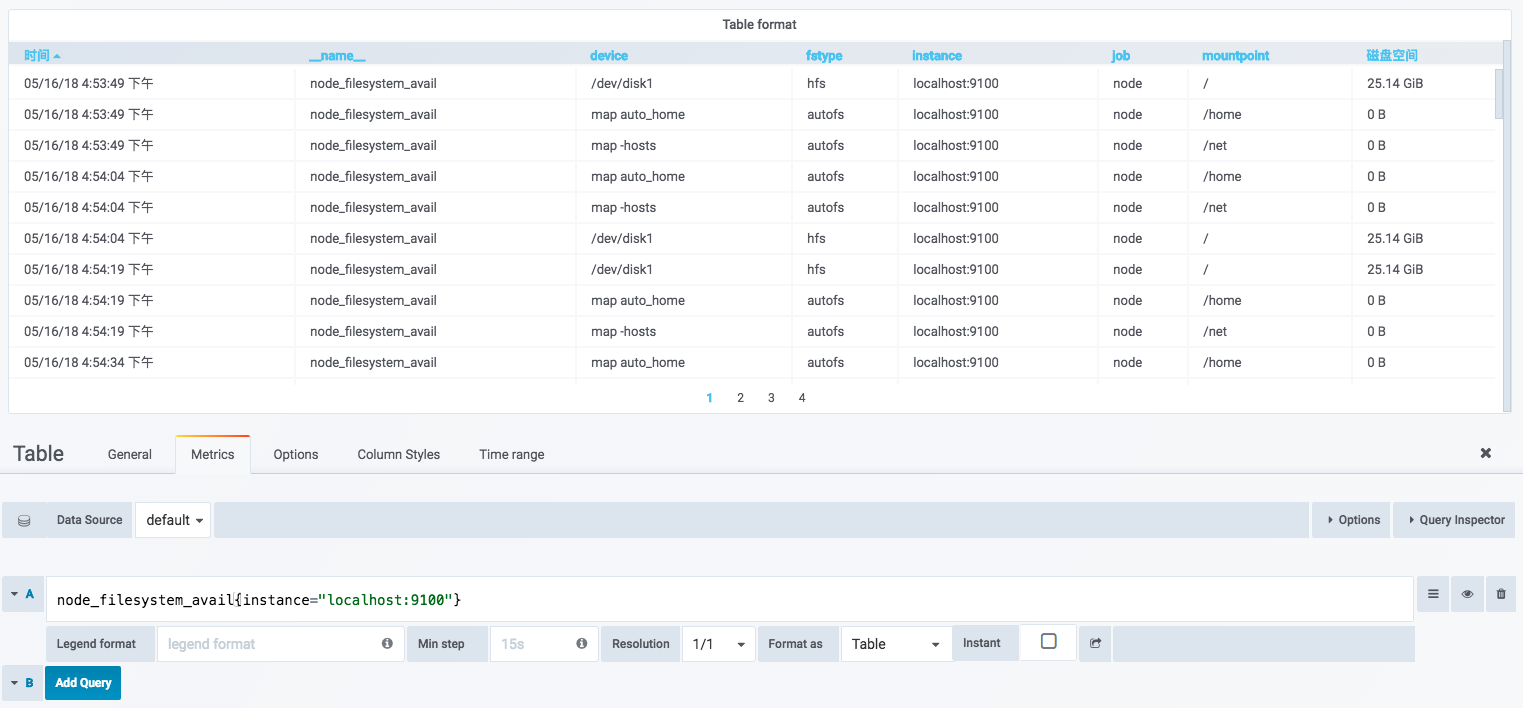 Table format
时间 __name__ device fstype instance job mountpoint 磁盘空间
05/16/18 4:53:49 下午 node_filesystem_avail /dev/disk1 hfs localhost:9100 node / 25.14 GiB
05/16/18 4:53:49 下午 node_filesystem_avail map auto_home autofs localhost:9100 node /home 0 B
05/16/18 4:53:49 下午 node_filesystem_avail map -hosts autofs localhost:9100 node /net 0 B
05/16/18 4:54:04 下午 node_filesystem_avail map auto_home autofs localhost:9100 node /home 0 B
05/16/18 4:54:04 下午 node_filesystem_avail map -hosts autofs localhost:9100 node /net 0 B
05/16/18 4:54:04 下午 node_filesystem_avail /dev/disk1 hfs localhost:9100 node / 25.14 GiB
05/16/18 4:54:19 下午 node_filesystem_avail /dev/disk1 hfs localhost:9100 node / 25.14 GiB
05/16/18 4:54:19 下午 node_filesystem_avail map auto_home autofs localhost:9100 node /home 0 B
05/16/18 4:54:19 下午 node_filesystem_avail map -hosts autofs localhost:9100 node /net 0 B
05/16/18 4:54:34 下午 node_filesystem_avail map auto_home autofs localhost:9100 node /home 0 B
1 2 3 4
Table General Metrics Options Column Styles Time range
Data Source default Options Query Inspector
A node_filesystem_avail{instance="localhost:9100"}
Legend format legend format Min step 15s Resolution 1/1 Format as Table Instant
B Add Query